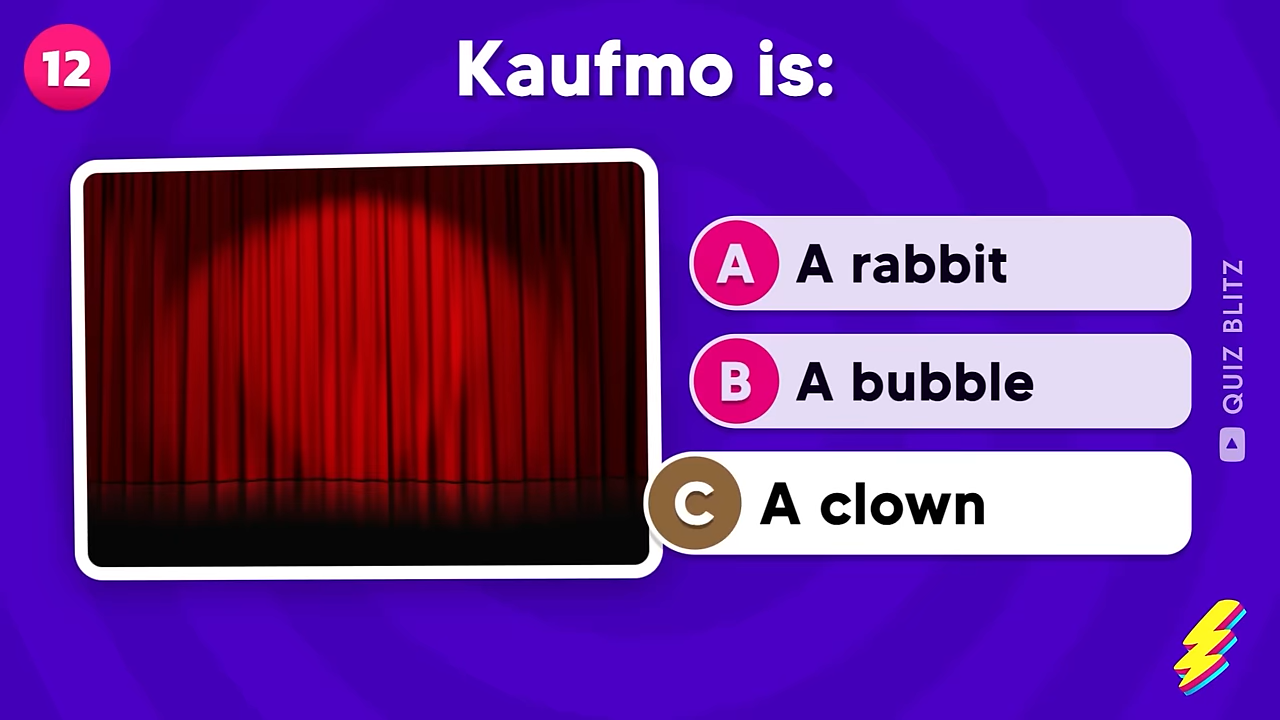 12
Kaufmo is:
A A rabbit
B A bubble
C A clown
QUIZ BLITZ